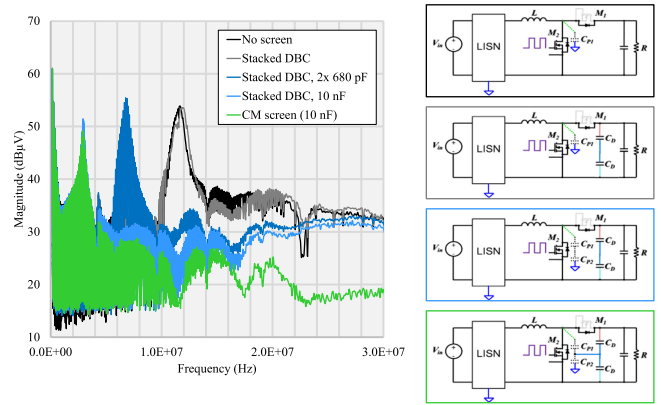 70
60
50
40
30
20
10
Magnitude (dBµV)
0.0E+00
1.0E+07
2.0E+07
3.0E+07
Frequency (Hz)
No screen
Stacked DBC
Stacked DBC, 2x 680 pF
Stacked DBC, 10 nF
CM screen (10 nF)
Vin
LISN
L
M2
M1
CP1
R
Vin
LISN
L
M2
M1
CP1
CD
CD
R
Vin
LISN
L
M2
M1
CP1
CP2
CD
CD
R
Vin
LISN
L
M2
M1
CP1
CP2
CD
CD
R